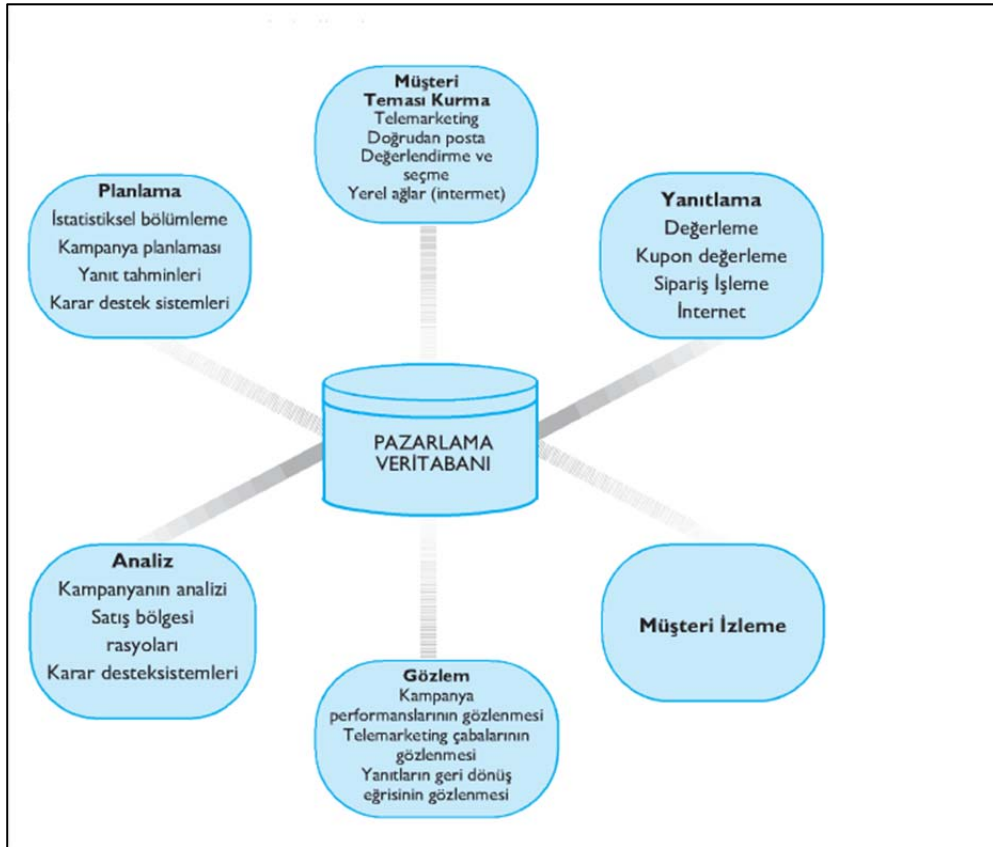 Müşteri
Teması Kurma
Telemarketing
Doğrudan posta
Değerlendirme ve
seçme
Yerel ağlar (internet)
Planlama
İstatistiksel bölümleme
Kampanya planlaması
Yanıt tahminleri
Karar destek sistemleri
Yanıtlama
Değerleme
Kupon değerleme
Sipariş İşleme
İnternet
PAZARLAMA
VERİTABANI
Analiz
Kampanyanın analizi
Satış bölgesi
rasyoları
Karar desteksistemleri
Müşteri İzleme
Gözlem
Kampanya
performanslarının gözlenmesi
Telemarketing çabalarının
gözlenmesi
Yanıtların geri dönüş
eğrisinin gözlenmesi